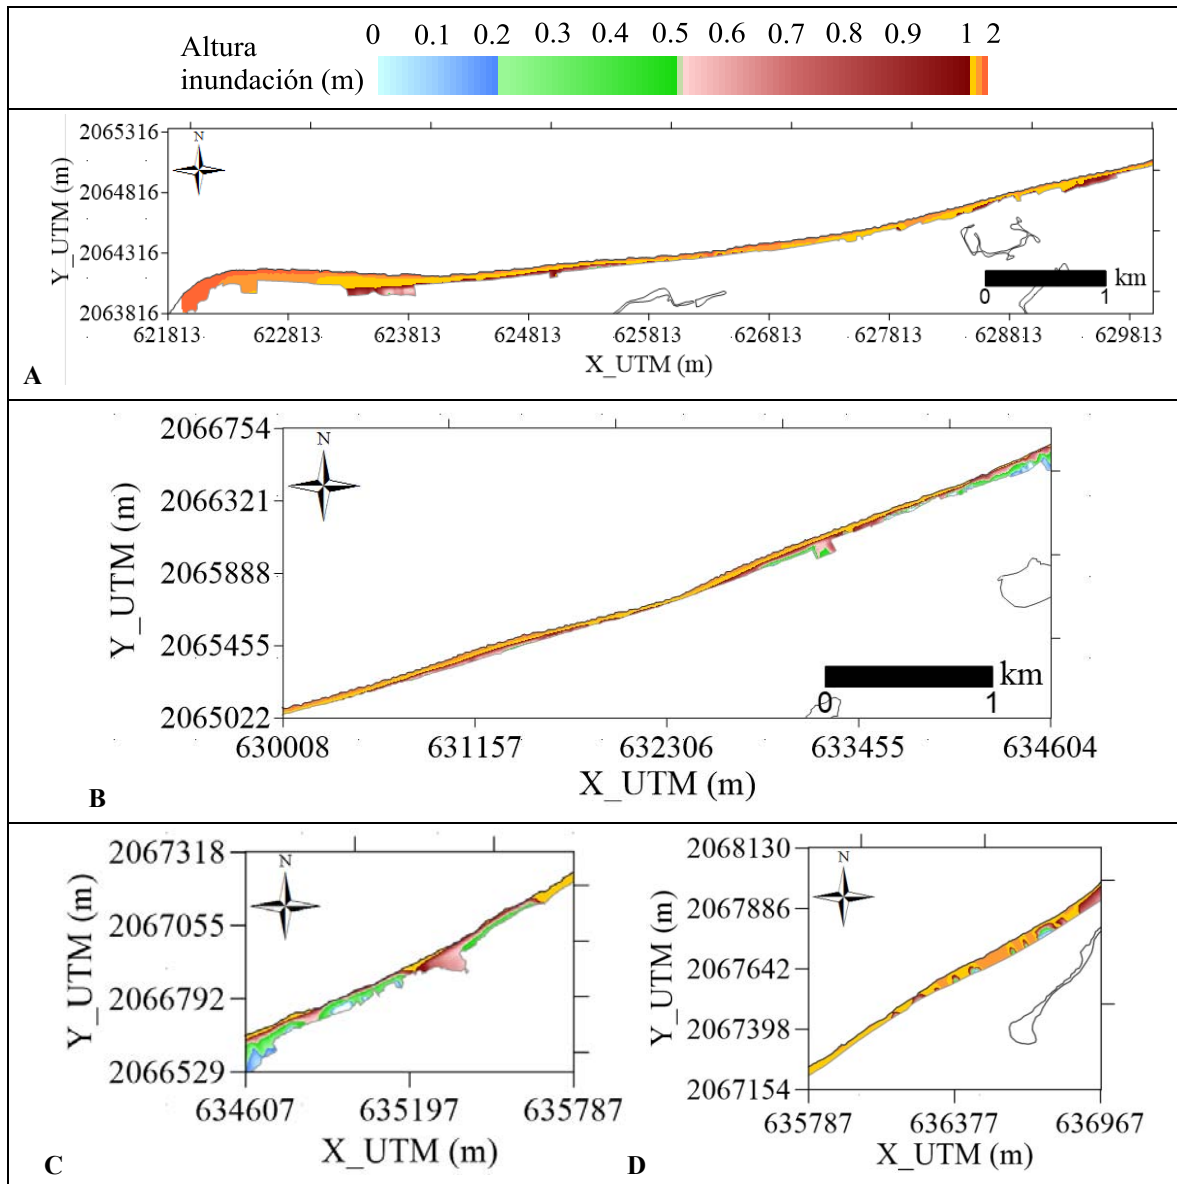 Altura
inundación (m)
0 0.1 0.2 0.3 0.4 0.5 0.6 0.7 0.8 0.9 1 2
N
Y_UTM (m)
2065316
2064816
2064316
2063816
621813 622813 623813 624813 625813 626813 627813 628813 629813
X_UTM (m)
km
0 1
A
N
Y_UTM (m)
2066754
2066321
2065888
2065455
2065022
630008 631157 632306 633455 634604
X_UTM (m)
km
0 1
B
N
Y_UTM (m)
2067318
2067055
2066792
2066529
634607 635197 635787
X_UTM (m)
C
N
Y_UTM (m)
2068130
2067886
2067642
2067398
2067154
635787 636377 636967
X_UTM (m)
D